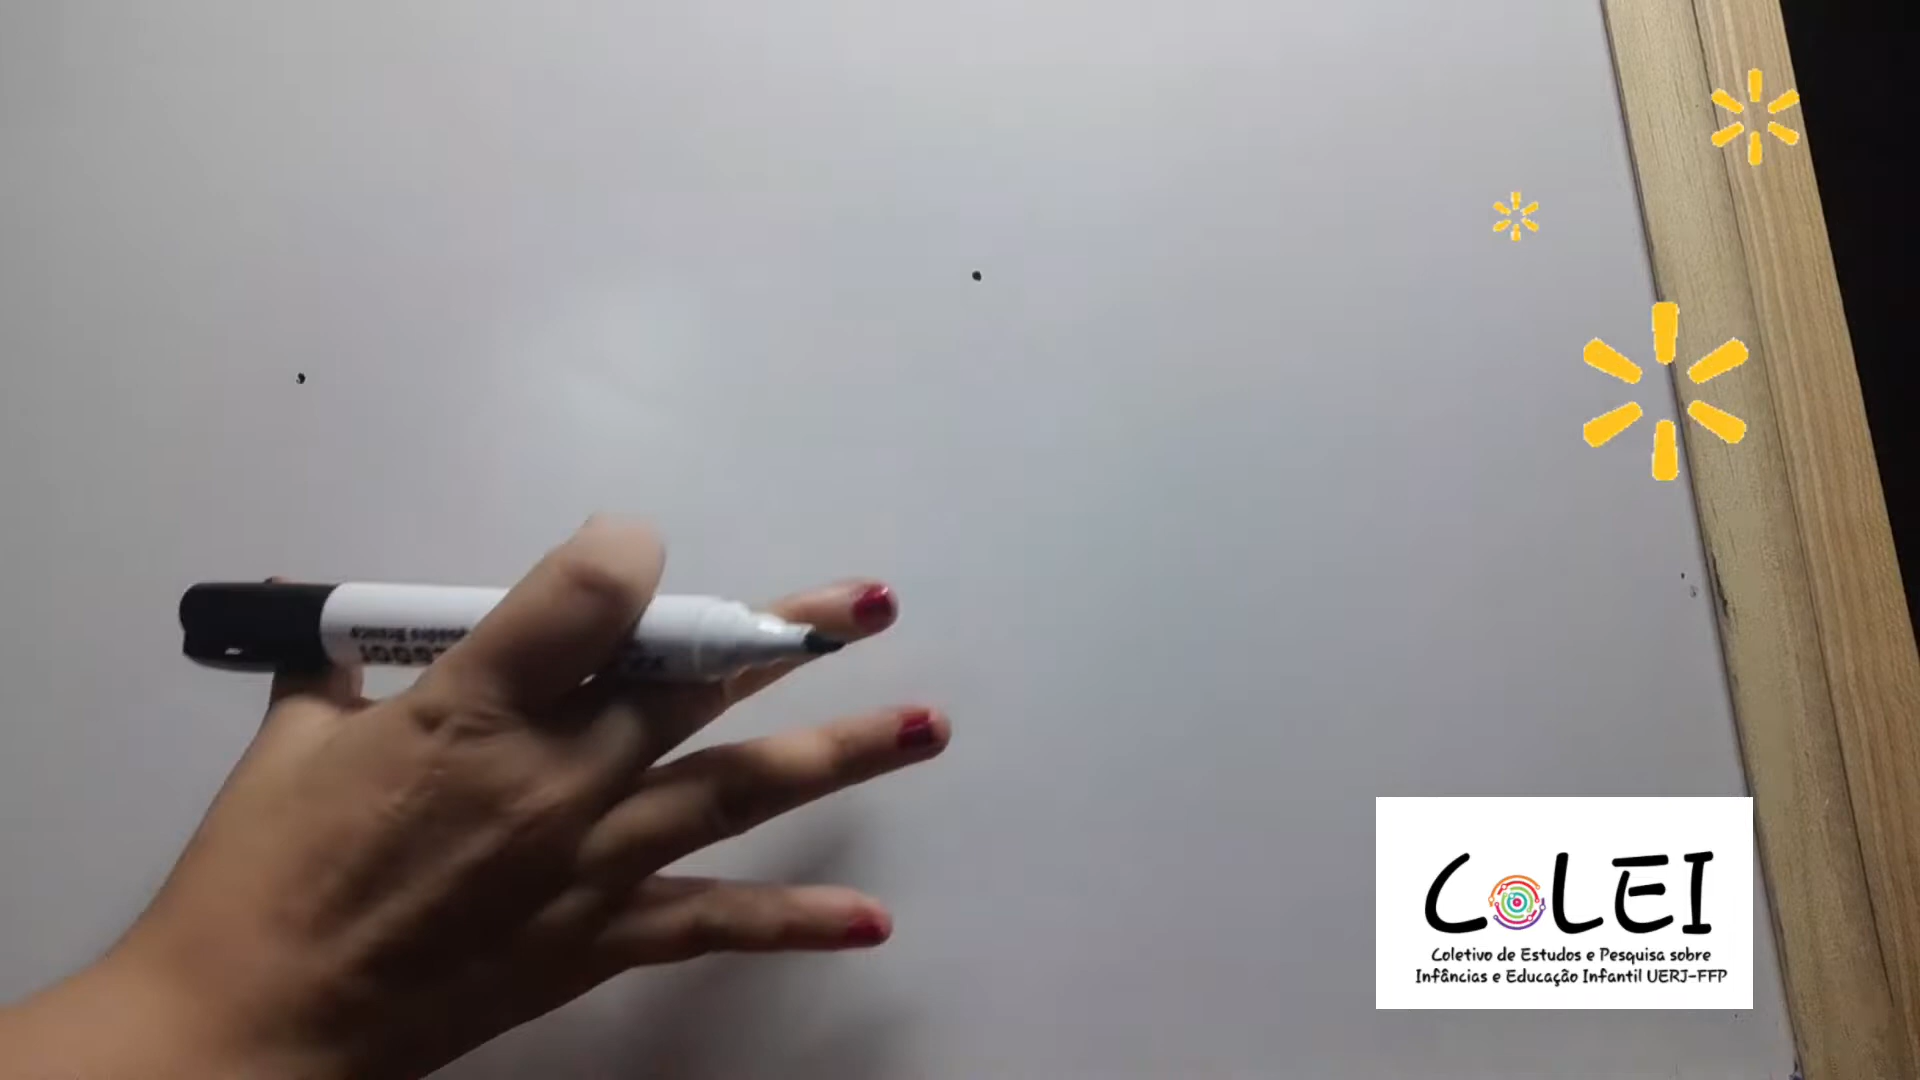 COLEI
Coletivo de Estudos e Pesquisa sobre
Infâncias e Educação Infantil UERJ-FFP